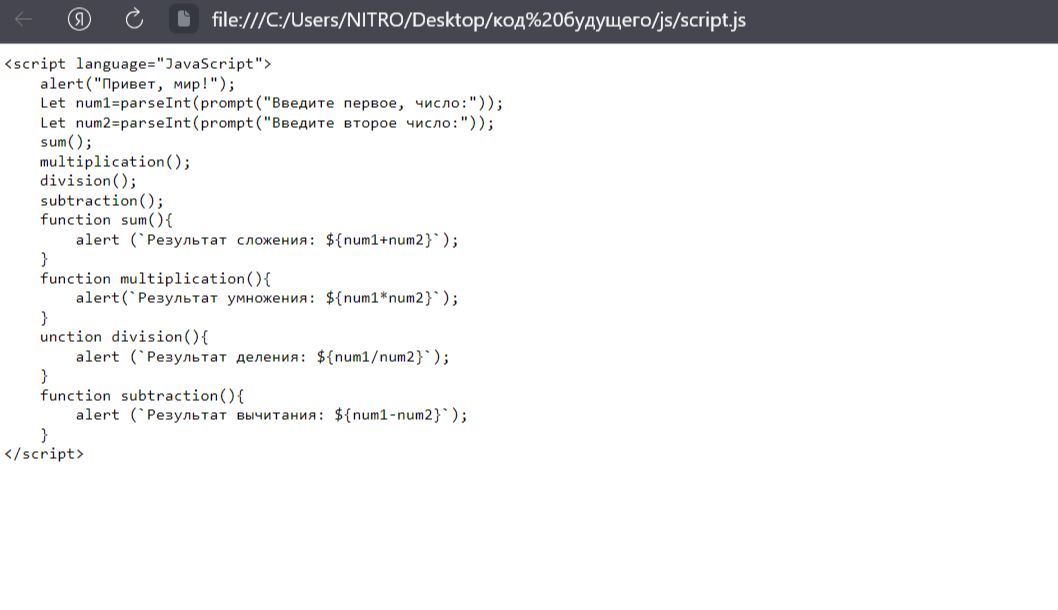 Я file:///C:/Users/NITRO/Desktop/код%20будущего/js/script.js
<script language="JavaScript">
    alert("Привет, мир!");
    Let num1=parseInt(prompt("Введите первое, число:"));
    Let num2=parseInt(prompt("Введите второе число:"));
    sum();
    multiplication();
    division();
    subtraction();
    function sum(){
        alert (`Результат сложения: ${num1+num2}`);
    }
    function multiplication(){
        alert(`Результат умножения: ${num1*num2}`);
    }
    unction division(){
        alert (`Результат деления: ${num1/num2}`);
    }
    function subtraction(){
        alert (`Результат вычитания: ${num1-num2}`);
    }
</script>